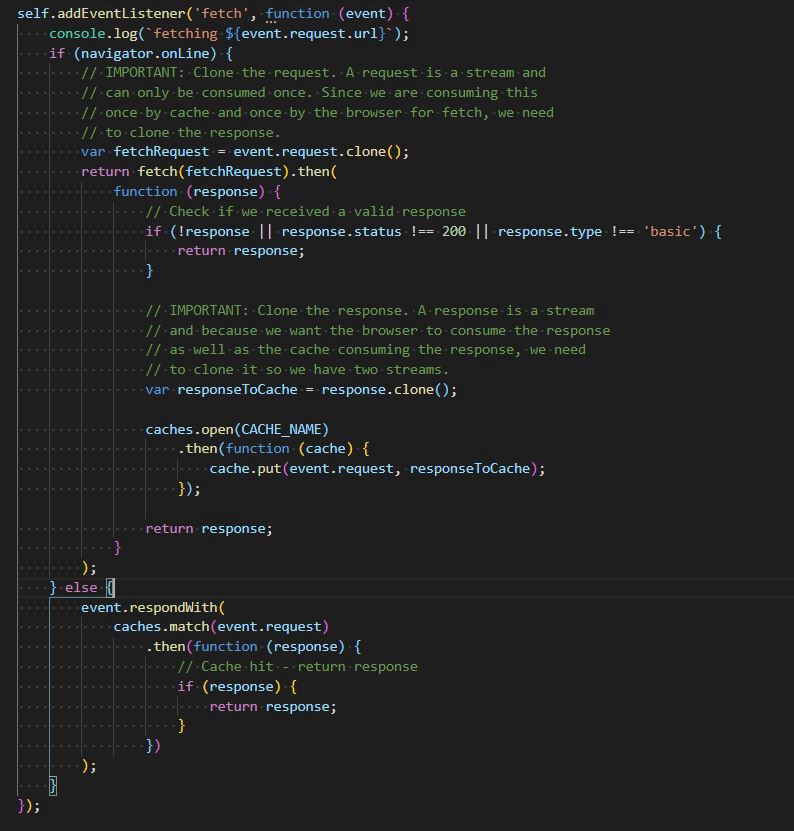 self.addEventListener('fetch', function (event) {
    console.log(`fetching ${event.request.url}`);
    if (navigator.onLine) {
        // IMPORTANT: Clone the request. A request is a stream and
        // can only be consumed once. Since we are consuming this
        // once by cache and once by the browser for fetch, we need
        // to clone the response.
        var fetchRequest = event.request.clone();
        return fetch(fetchRequest).then(
            function (response) {
                // Check if we received a valid response
                if (!response || response.status !== 200 || response.type !== 'basic') {
                    return response;
                }

                // IMPORTANT: Clone the response. A response is a stream
                // and because we want the browser to consume the response
                // as well as the cache consuming the response, we need
                // to clone it so we have two streams.
                var responseToCache = response.clone();

                caches.open(CACHE_NAME)
                    .then(function (cache) {
                        cache.put(event.request, responseToCache);
                    });

                return response;
            }
        );
    } else {
        event.respondWith(
            caches.match(event.request)
                .then(function (response) {
                    // Cache hit - return response
                    if (response) {
                        return response;
                    }
                })
        );
    }
});